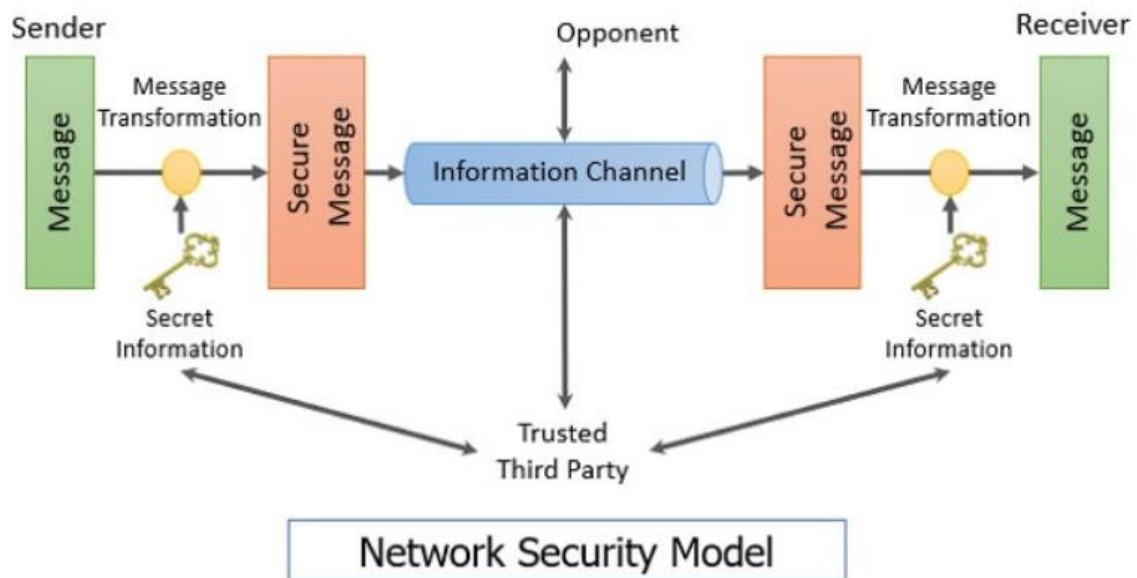 Sender
Message
Message
Transformation
Secret
Information
Secure
Message
Opponent
Information Channel
Trusted
Third Party
Secure
Message
Message
Transformation
Secret
Information
Receiver
Message
Network Security Model